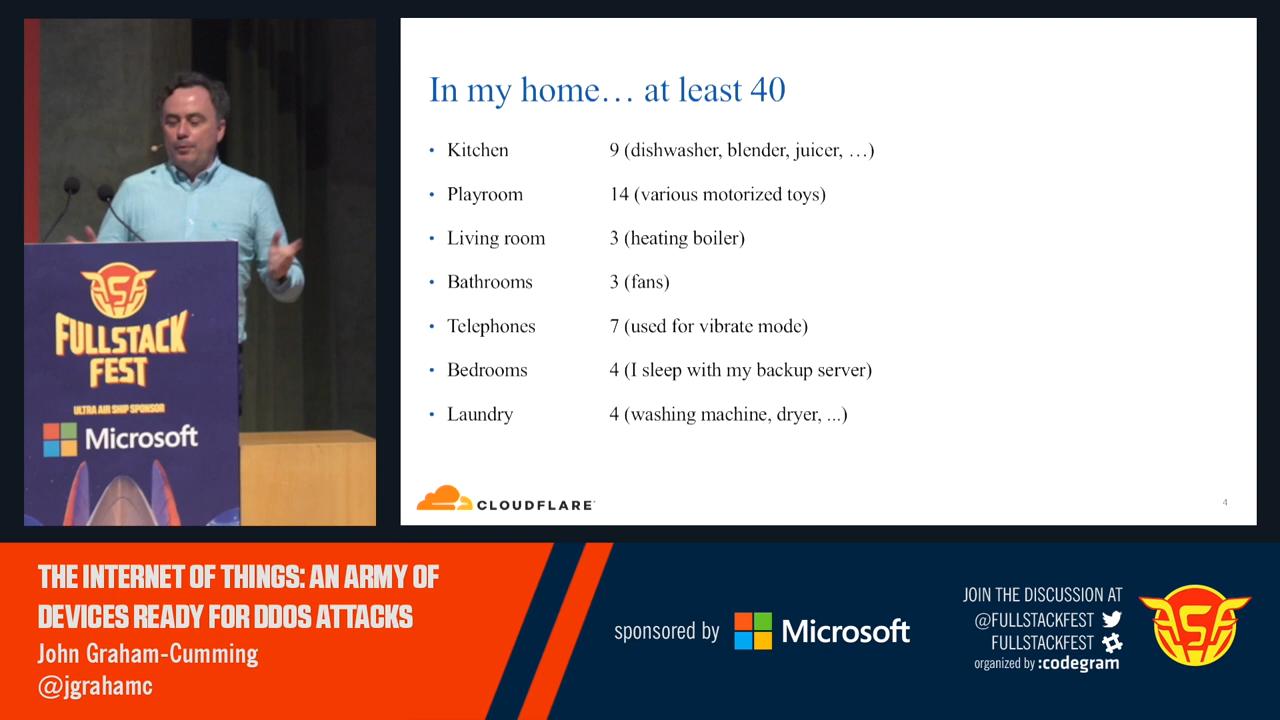 In my home… at least 40
• Kitchen 9 (dishwasher, blender, juicer, …)
• Playroom 14 (various motorized toys)
• Living room 3 (heating boiler)
• Bathrooms 3 (fans)
• Telephones 7 (used for vibrate mode)
• Bedrooms 4 (I sleep with my backup server)
• Laundry 4 (washing machine, dryer, ...)
CLOUDFLARE
4
FULLSTACK
FEST
ULTRA AIR SHIP SPONSOR
Microsoft
THE INTERNET OF THINGS: AN ARMY OF
DEVICES READY FOR DDOS ATTACKS
John Graham-Cumming
@jgrahamc
sponsored by Microsoft
JOIN THE DISCUSSION AT
@FULLSTACKFEST
FULLSTACKFEST
organized by :codegram